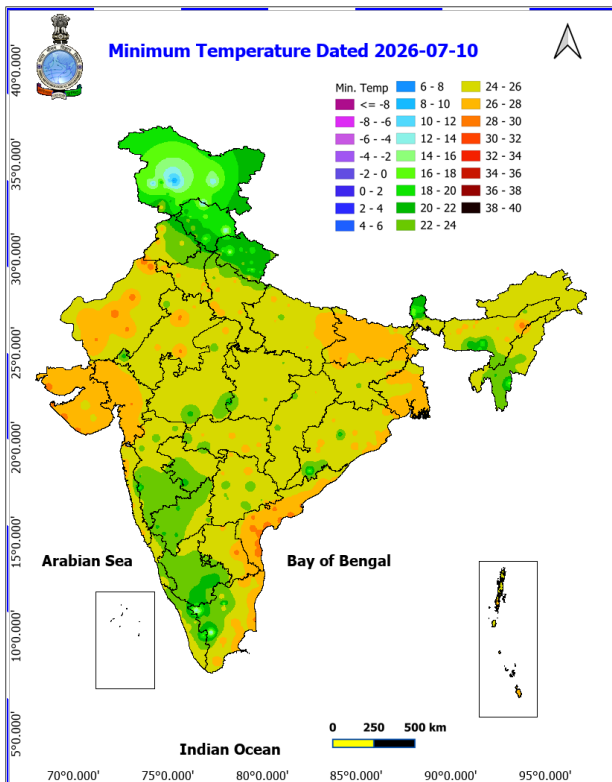 Minimum Temperature Dated 2026-07-10
Min. Temp
<= -8
-8 - -6
-6 - -4
-4 - -2
-2 - 0
0 - 2
2 - 4
4 - 6
6 - 8
8 - 10
10 - 12
12 - 14
14 - 16
16 - 18
18 - 20
20 - 22
22 - 24
24 - 26
26 - 28
28 - 30
30 - 32
32 - 34
34 - 36
36 - 38
38 - 40
40°0.000'
35°0.000'
30°0.000'
25°0.000'
20°0.000'
15°0.000'
10°0.000'
5°0.000'
Arabian Sea
Bay of Bengal
Indian Ocean
0 250 500 km
70°0.000' 75°0.000' 80°0.000' 85°0.000' 90°0.000' 95°0.000'